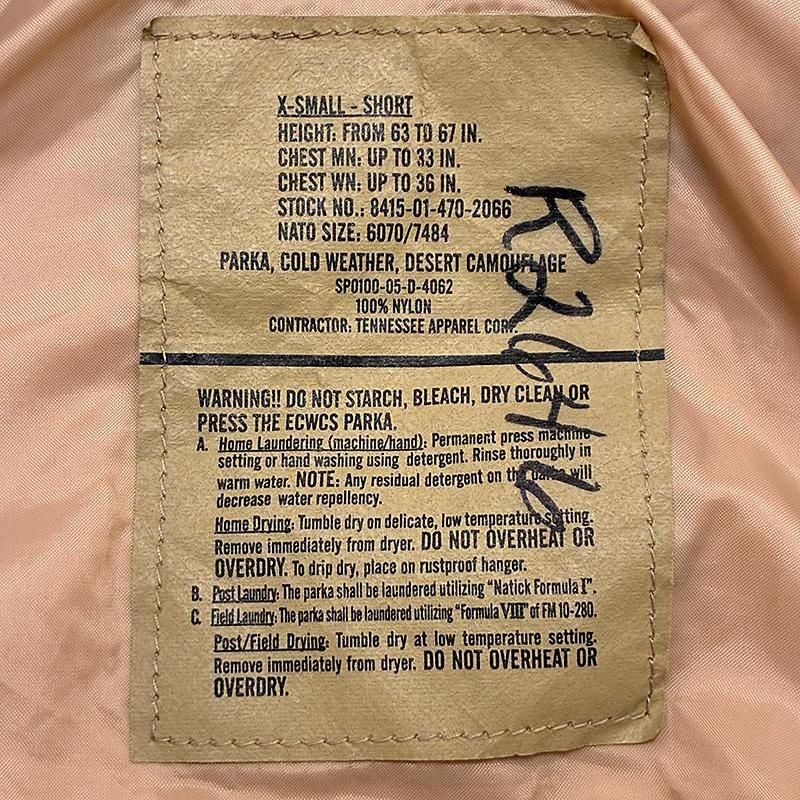 X-SMALL - SHORT
HEIGHT: FROM 63 TO 67 IN.
CHEST MN: UP TO 33 IN.
CHEST WN: UP TO 36 IN.
STOCK NO.: 8415-01-470-2066
NATO SIZE: 6070/7484
PARKA, COLD WEATHER, DESERT CAMOUFLAGE
SP0100-05-D-4062
100% NYLON
CONTRACTOR: TENNESSEE APPAREL CORP.
WARNING!! DO NOT STARCH, BLEACH, DRY CLEAN OR
PRESS THE ECWCS PARKA.
A. Home Laundering (machine/hand): Permanent press machine
setting or hand washing using detergent. Rinse thoroughly in
warm water. NOTE: Any residual detergent on the parka will
decrease water repellency.
Home Drying: Tumble dry on delicate, low temperature setting.
Remove immediately from dryer. DO NOT OVERHEAT OR
OVERDRY. To drip dry, place on rustproof hanger.
B. Post Laundry: The parka shall be laundered utilizing "Natick Formula I".
C. Field Laundry: The parka shall be laundered utilizing "Formula VIII" of FM 10-280.
Post/Field Drying: Tumble dry at low temperature setting.
Remove immediately from dryer. DO NOT OVERHEAT OR
OVERDRY.